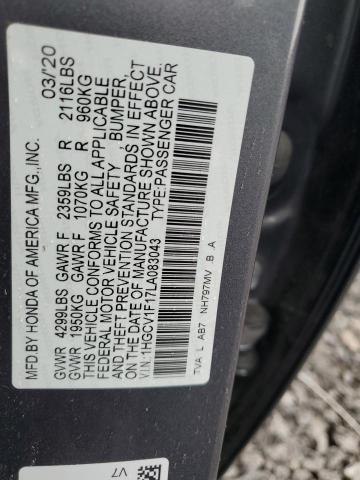 MFD.BY HONDA OF AMERICA MFG.,INC. 03/20
GVWR 4299LBS GAWR F 2359LBS R 2116LBS
GVWR 1950KG GAWR F 1070KG R 960KG
THIS VEHICLE CONFORMS TO ALL APPLICABLE
FEDERAL MOTOR VEHICLE SAFETY , BUMPER,
AND THEFT PREVENTION STANDARDS IN EFFECT
ON THE DATE OF MANUFACTURE SHOWN ABOVE.
V.I.N.:1HGCV1F17LA083043 TYPE:PASSENGER CAR
TVA L AB7 NH797MV B A
V7